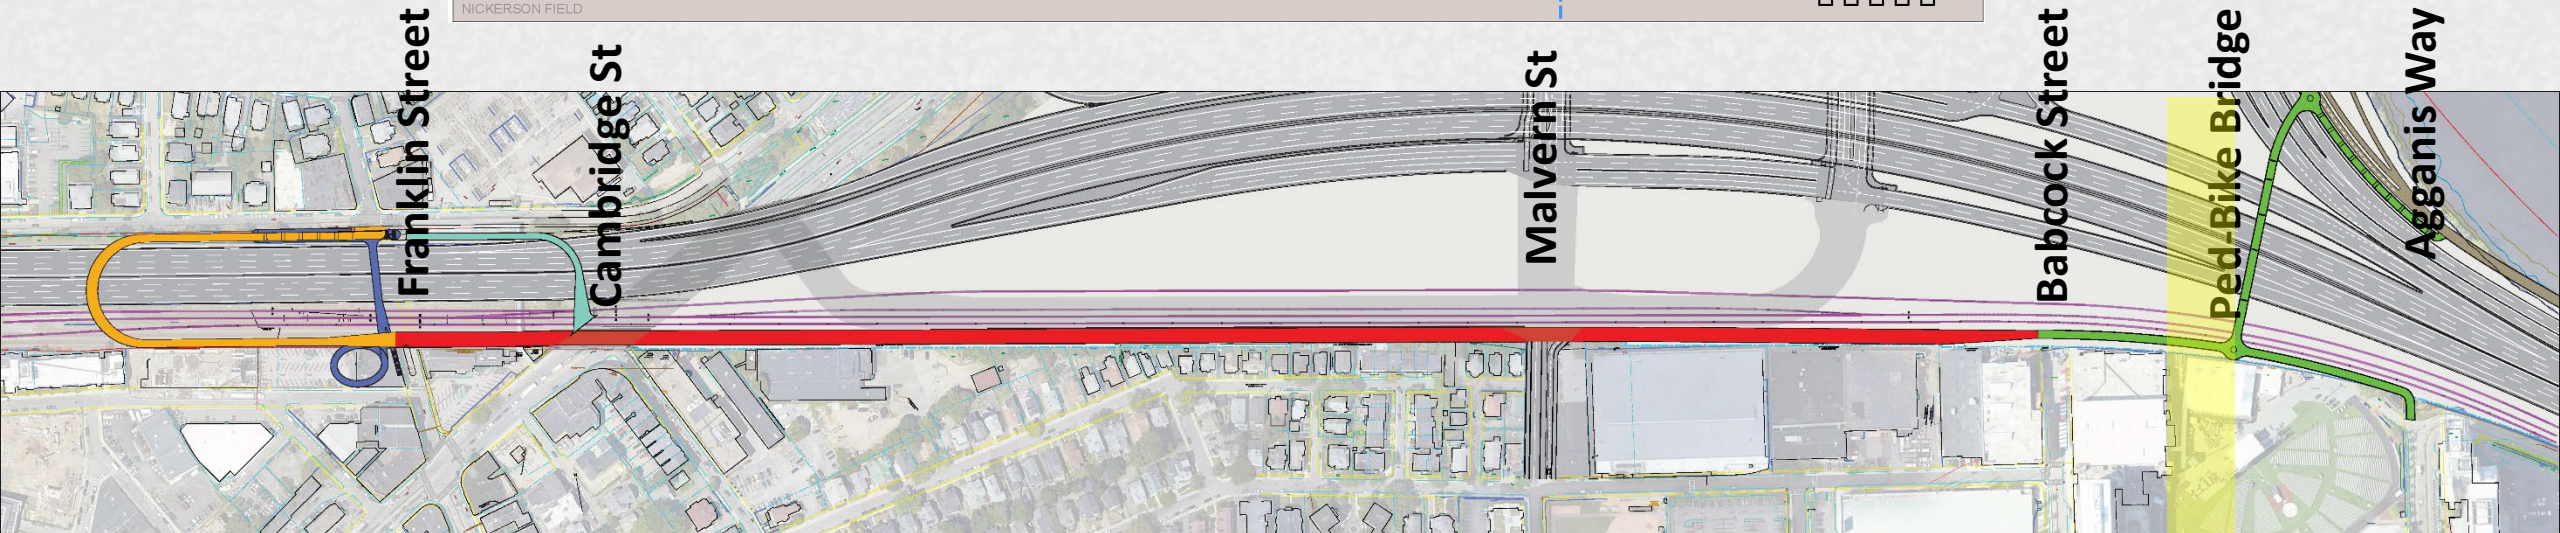 NICKERSON FIELD
Franklin Street
Cambridge St
Malvern St
Babcock Street
Ped-Bike Bridge
Agganis Way